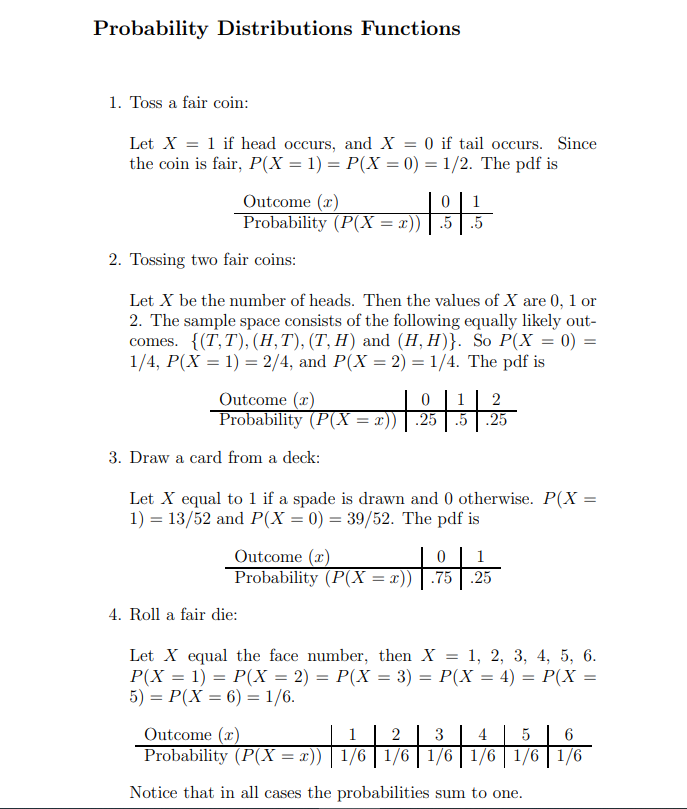 Probability Distributions Functions
1. Toss a fair coin:
Let X = 1 if head occurs, and X = 0 if tail occurs. Since
the coin is fair, P(X = 1) = P(X = 0) = 1/2. The pdf is
Outcome (x) 0 1
Probability (P(X = x)) .5 .5
2. Tossing two fair coins:
Let X be the number of heads. Then the values of X are 0, 1 or
2. The sample space consists of the following equally likely out-
comes. {(T, T), (H, T), (T, H) and (H, H)}. So P(X = 0) =
1/4, P(X = 1) = 2/4, and P(X = 2) = 1/4. The pdf is
Outcome (x) 0 1 2
Probability (P(X = x)) .25 .5 .25
3. Draw a card from a deck:
Let X equal to 1 if a spade is drawn and 0 otherwise. P(X =
1) = 13/52 and P(X = 0) = 39/52. The pdf is
Outcome (x) 0 1
Probability (P(X = x)) .75 .25
4. Roll a fair die:
Let X equal the face number, then X = 1, 2, 3, 4, 5, 6.
P(X = 1) = P(X = 2) = P(X = 3) = P(X = 4) = P(X =
5) = P(X = 6) = 1/6.
Outcome (x) 1 2 3 4 5 6
Probability (P(X = x)) 1/6 1/6 1/6 1/6 1/6 1/6
Notice that in all cases the probabilities sum to one.